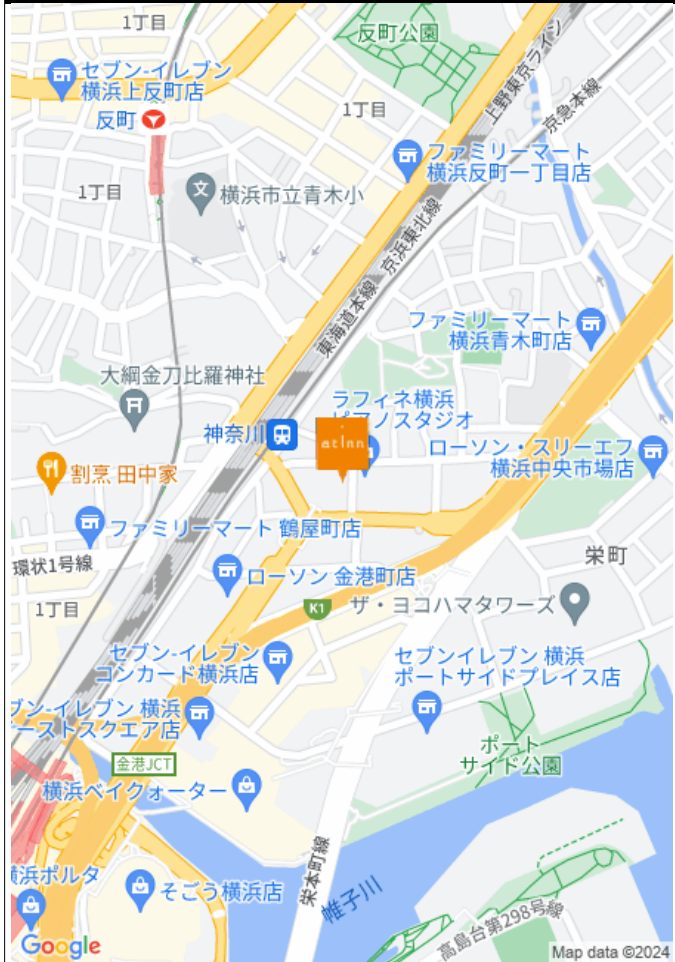 1丁目
反町公園
セブン-イレブン
横浜上反町店
反町
1丁目
上野東京ライン
京急本線
ファミリーマート
横浜反町一丁目店
1丁目
文
横浜市立青木小
京浜東北線
東海道本線
ファミリーマート
横浜青木町店
大綱金刀比羅神社
ラフィネ横浜
ピアノスタジオ
神奈川
at inn
ローソン・スリーエフ
横浜中央市場店
割烹 田中家
ファミリーマート 鶴屋町店
環状1号線
栄町
ローソン 金港町店
1丁目
K1
ザ・ヨコハマタワーズ
セブン-イレブン
コンカード横浜店
セブンイレブン 横浜
ポートサイドプレイス店
ブン-イレブン 横浜
ーストスクエア店
ポート
サイド公園
金港JCT
横浜ベイクォーター
横浜ポルタ
そごう横浜店
栄本町線
帷子川
高島台第298号線
Google
Map data ©2024